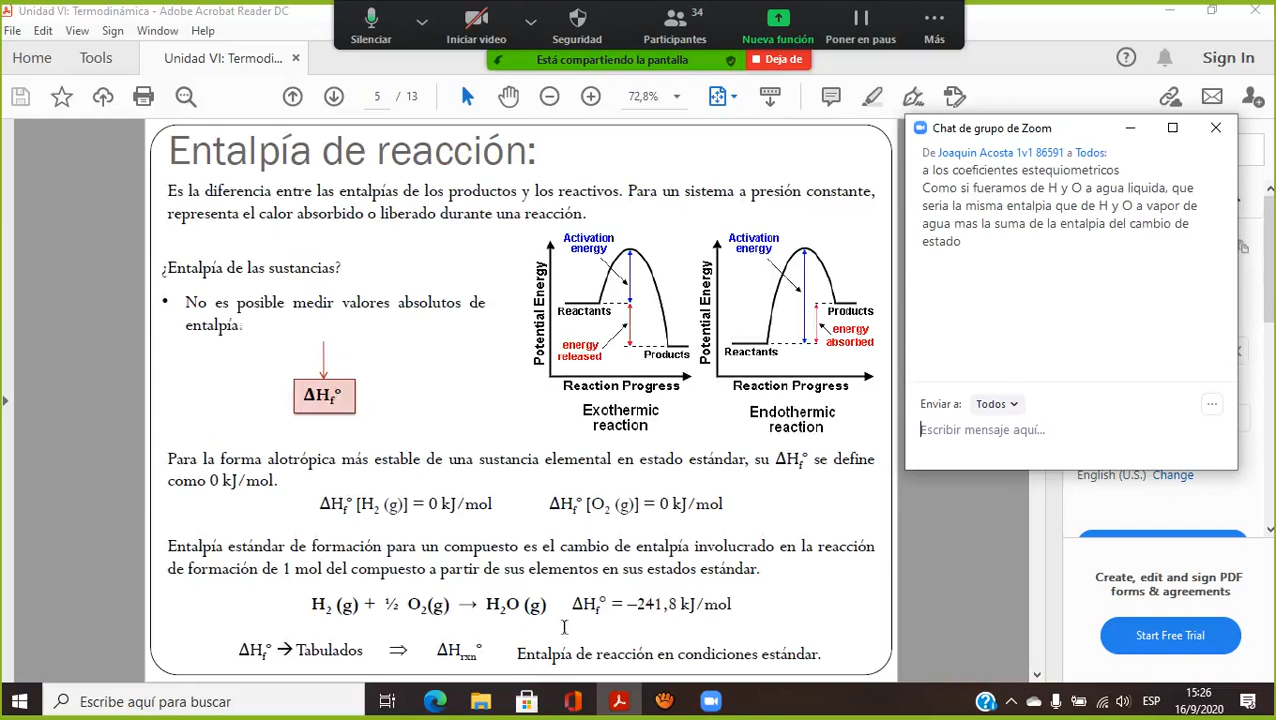 Unidad VI: Termodinámica - Adobe Acrobat Reader DC
File Edit View Sign Window Help
Silenciar
Iniciar video
Seguridad
34
Participantes
Nueva función
Poner en paus
Más
Está compartiendo la pantalla
Deja de
Home
Tools
Unidad VI: Termodi...
Sign In
5 / 13
72,8%
Entalpía de reacción:
Es la diferencia entre las entalpías de los productos y los reactivos. Para un sistema a presión constante,
representa el calor absorbido o liberado durante una reacción.
¿Entalpía de las sustancias?
• No es posible medir valores absolutos de
entalpía.
ΔHf°
Activation
energy
Potential Energy
Reactants
energy
released
Products
Reaction Progress
Exothermic
reaction
Activation
energy
Potential Energy
Products
energy
absorbed
Reactants
Reaction Progress
Endothermic
reaction
Para la forma alotrópica más estable de una sustancia elemental en estado estándar, su ΔHf° se define
como 0 kJ/mol.
ΔHf° [H2 (g)] = 0 kJ/mol ΔHf° [O2 (g)] = 0 kJ/mol
Entalpía estándar de formación para un compuesto es el cambio de entalpía involucrado en la reacción
de formación de 1 mol del compuesto a partir de sus elementos en sus estados estándar.
H2 (g) + ½ O2(g) → H2O (g) ΔHf° = –241,8 kJ/mol
ΔHf° → Tabulados ⇒ ΔHrxn° Entalpía de reacción en condiciones estándar.
Chat de grupo de Zoom
De Joaquin Acosta 1v1 86591 a Todos:
a los coeficientes estequiometricos
Como si fueramos de H y O a agua liquida, que
seria la misma entalpia que de H y O a vapor de
agua mas la suma de la entalpia del cambio de
estado
Enviar a: Todos
Escribir mensaje aquí...
English (U.S.) Change
Create, edit and sign PDF
forms & agreements
Start Free Trial
Escribe aquí para buscar
ESP
15:26
16/9/2020